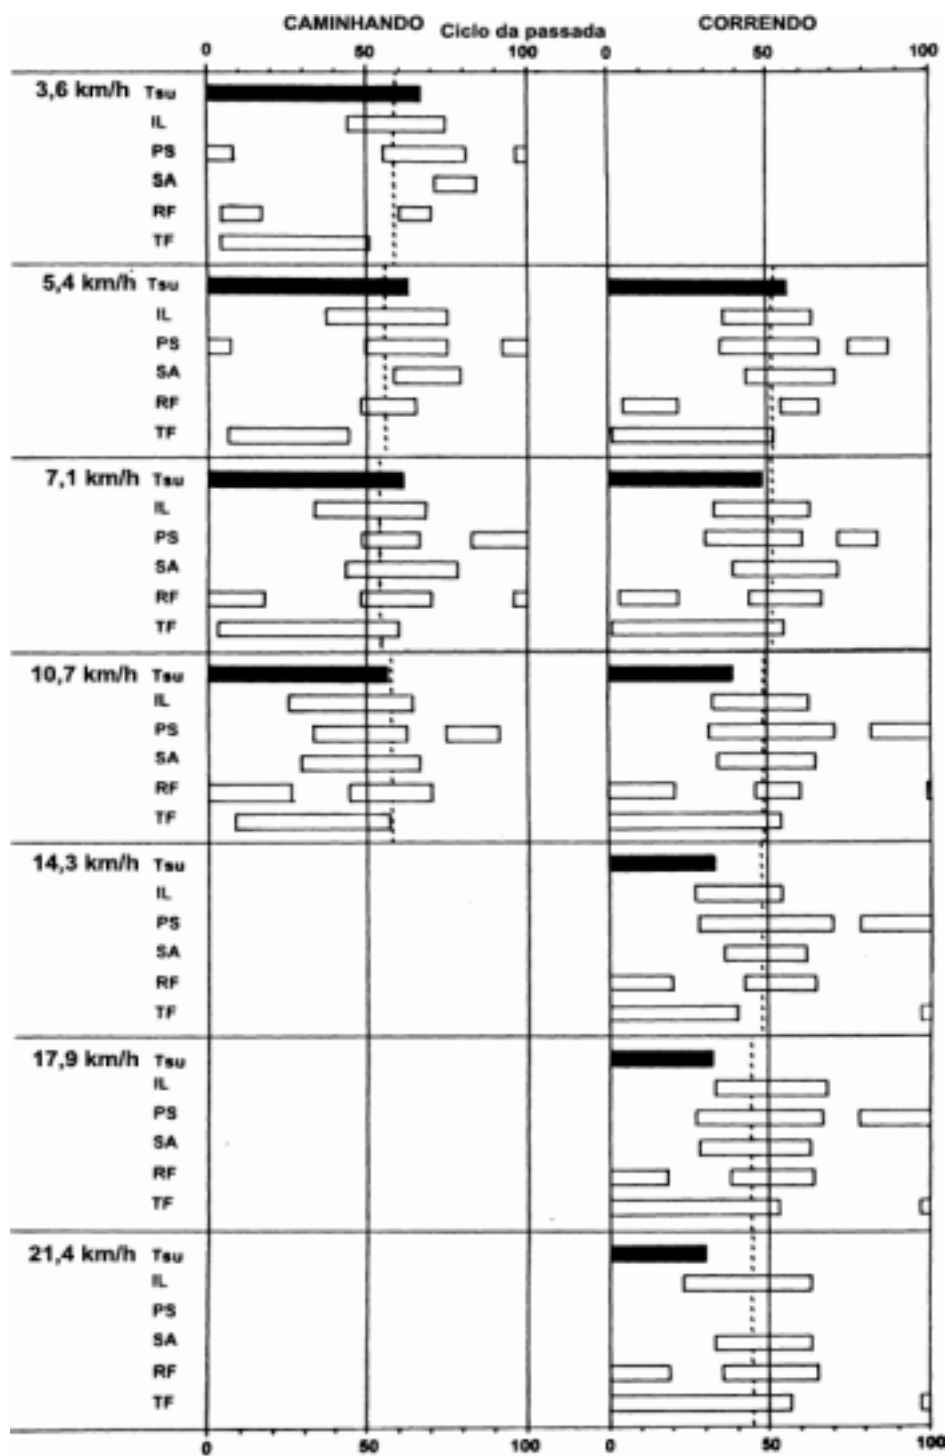 CAMINHANDO Ciclo da passada CORRENDO
0 50 100 0 50 100
3,6 km/h Tsu
IL
PS
SA
RF
TF
5,4 km/h Tsu
IL
PS
SA
RF
TF
7,1 km/h Tsu
IL
PS
SA
RF
TF
10,7 km/h Tsu
IL
PS
SA
RF
TF
14,3 km/h Tsu
IL
PS
SA
RF
TF
17,9 km/h Tsu
IL
PS
SA
RF
TF
21,4 km/h Tsu
IL
PS
SA
RF
TF
0 50 100 0 50 100